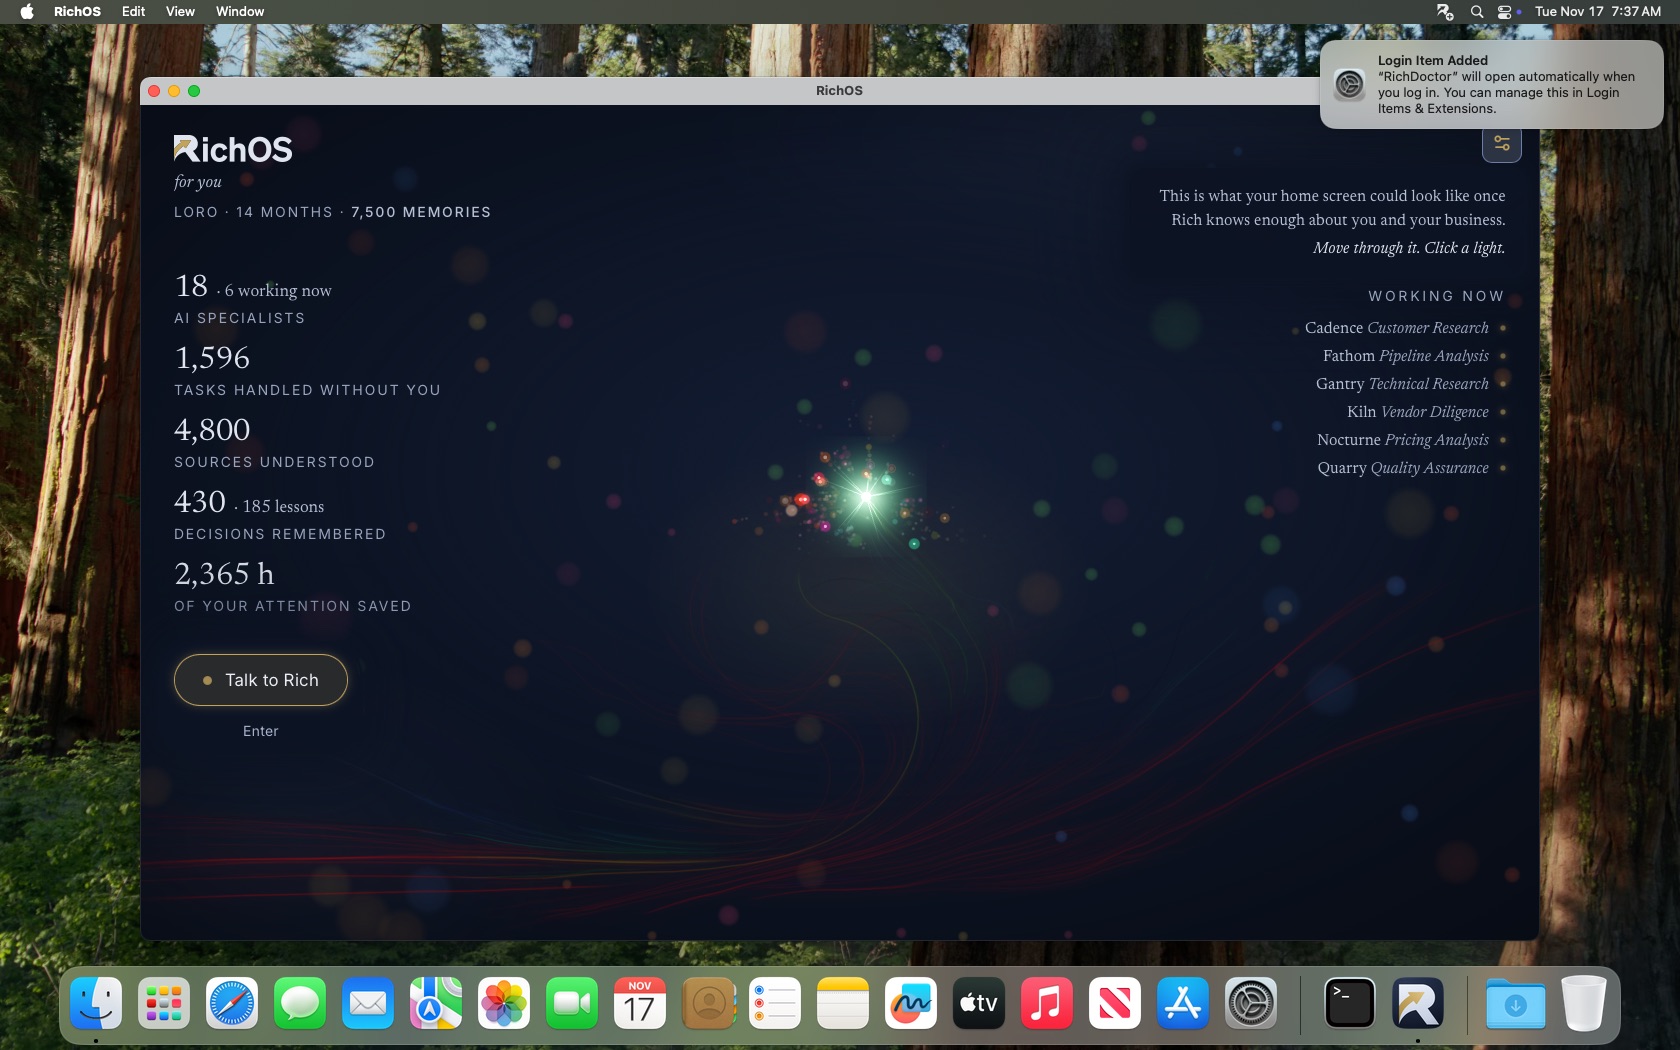 RichOS Edit View Window
Tue Nov 17 7:37 AM
Login Item Added
“RichDoctor” will open automatically when
you log in. You can manage this in Login
Items & Extensions.
RichOS
RichOS
for you
LORO · 14 MONTHS · 7,500 MEMORIES
18 · 6 working now
AI SPECIALISTS
1,596
TASKS HANDLED WITHOUT YOU
4,800
SOURCES UNDERSTOOD
430 · 185 lessons
DECISIONS REMEMBERED
2,365 h
OF YOUR ATTENTION SAVED
Talk to Rich
Enter
This is what your home screen could look like once
Rich knows enough about you and your business.
Move through it. Click a light.
WORKING NOW
Cadence Customer Research
Fathom Pipeline Analysis
Gantry Technical Research
Kiln Vendor Diligence
Nocturne Pricing Analysis
Quarry Quality Assurance
NOV
17
tv
>_